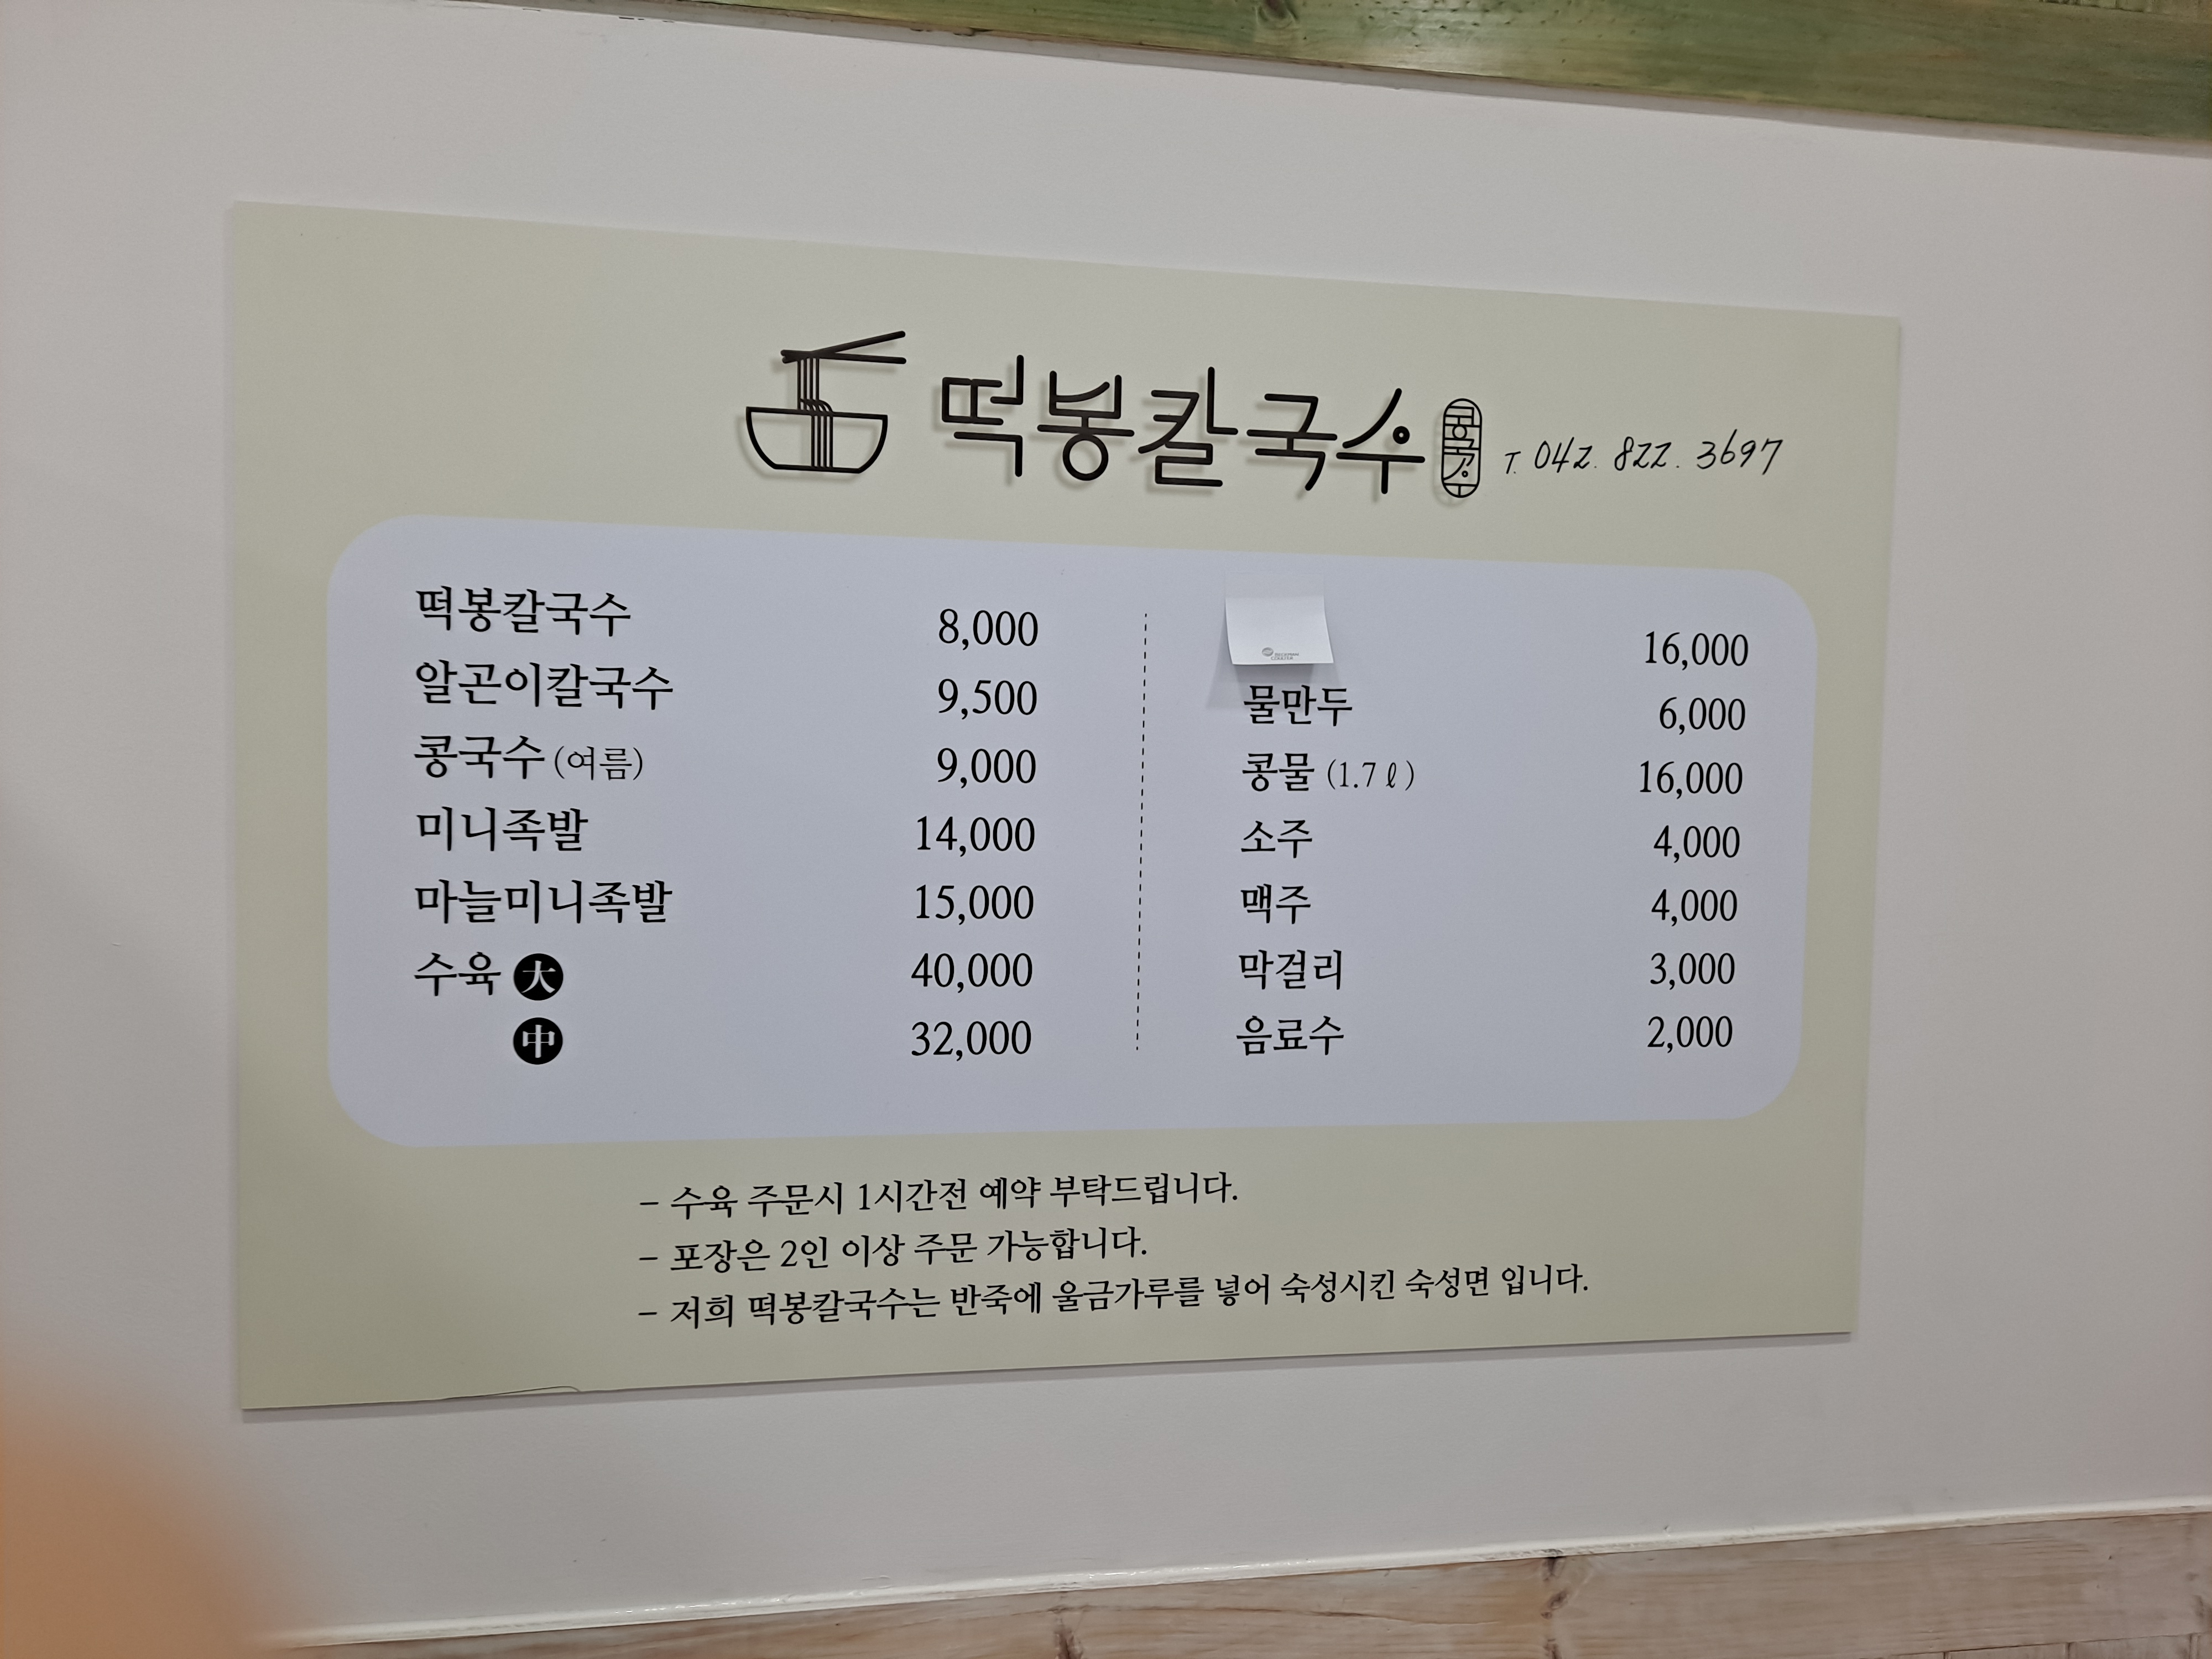 떡봉칼국수 콩국수 T. 042. 822. 3697
떡봉칼국수 8,000
알곤이칼국수 9,500
콩국수 (여름) 9,000
미니족발 14,000
마늘미니족발 15,000
수육 大 40,000
中 32,000
16,000
물만두 6,000
콩물 (1.7ℓ) 16,000
소주 4,000
맥주 4,000
막걸리 3,000
음료수 2,000
- 수육 주문시 1시간전 예약 부탁드립니다.
- 포장은 2인 이상 주문 가능합니다.
- 저희 떡봉칼국수는 반죽에 울금가루를 넣어 숙성시킨 숙성면 입니다.